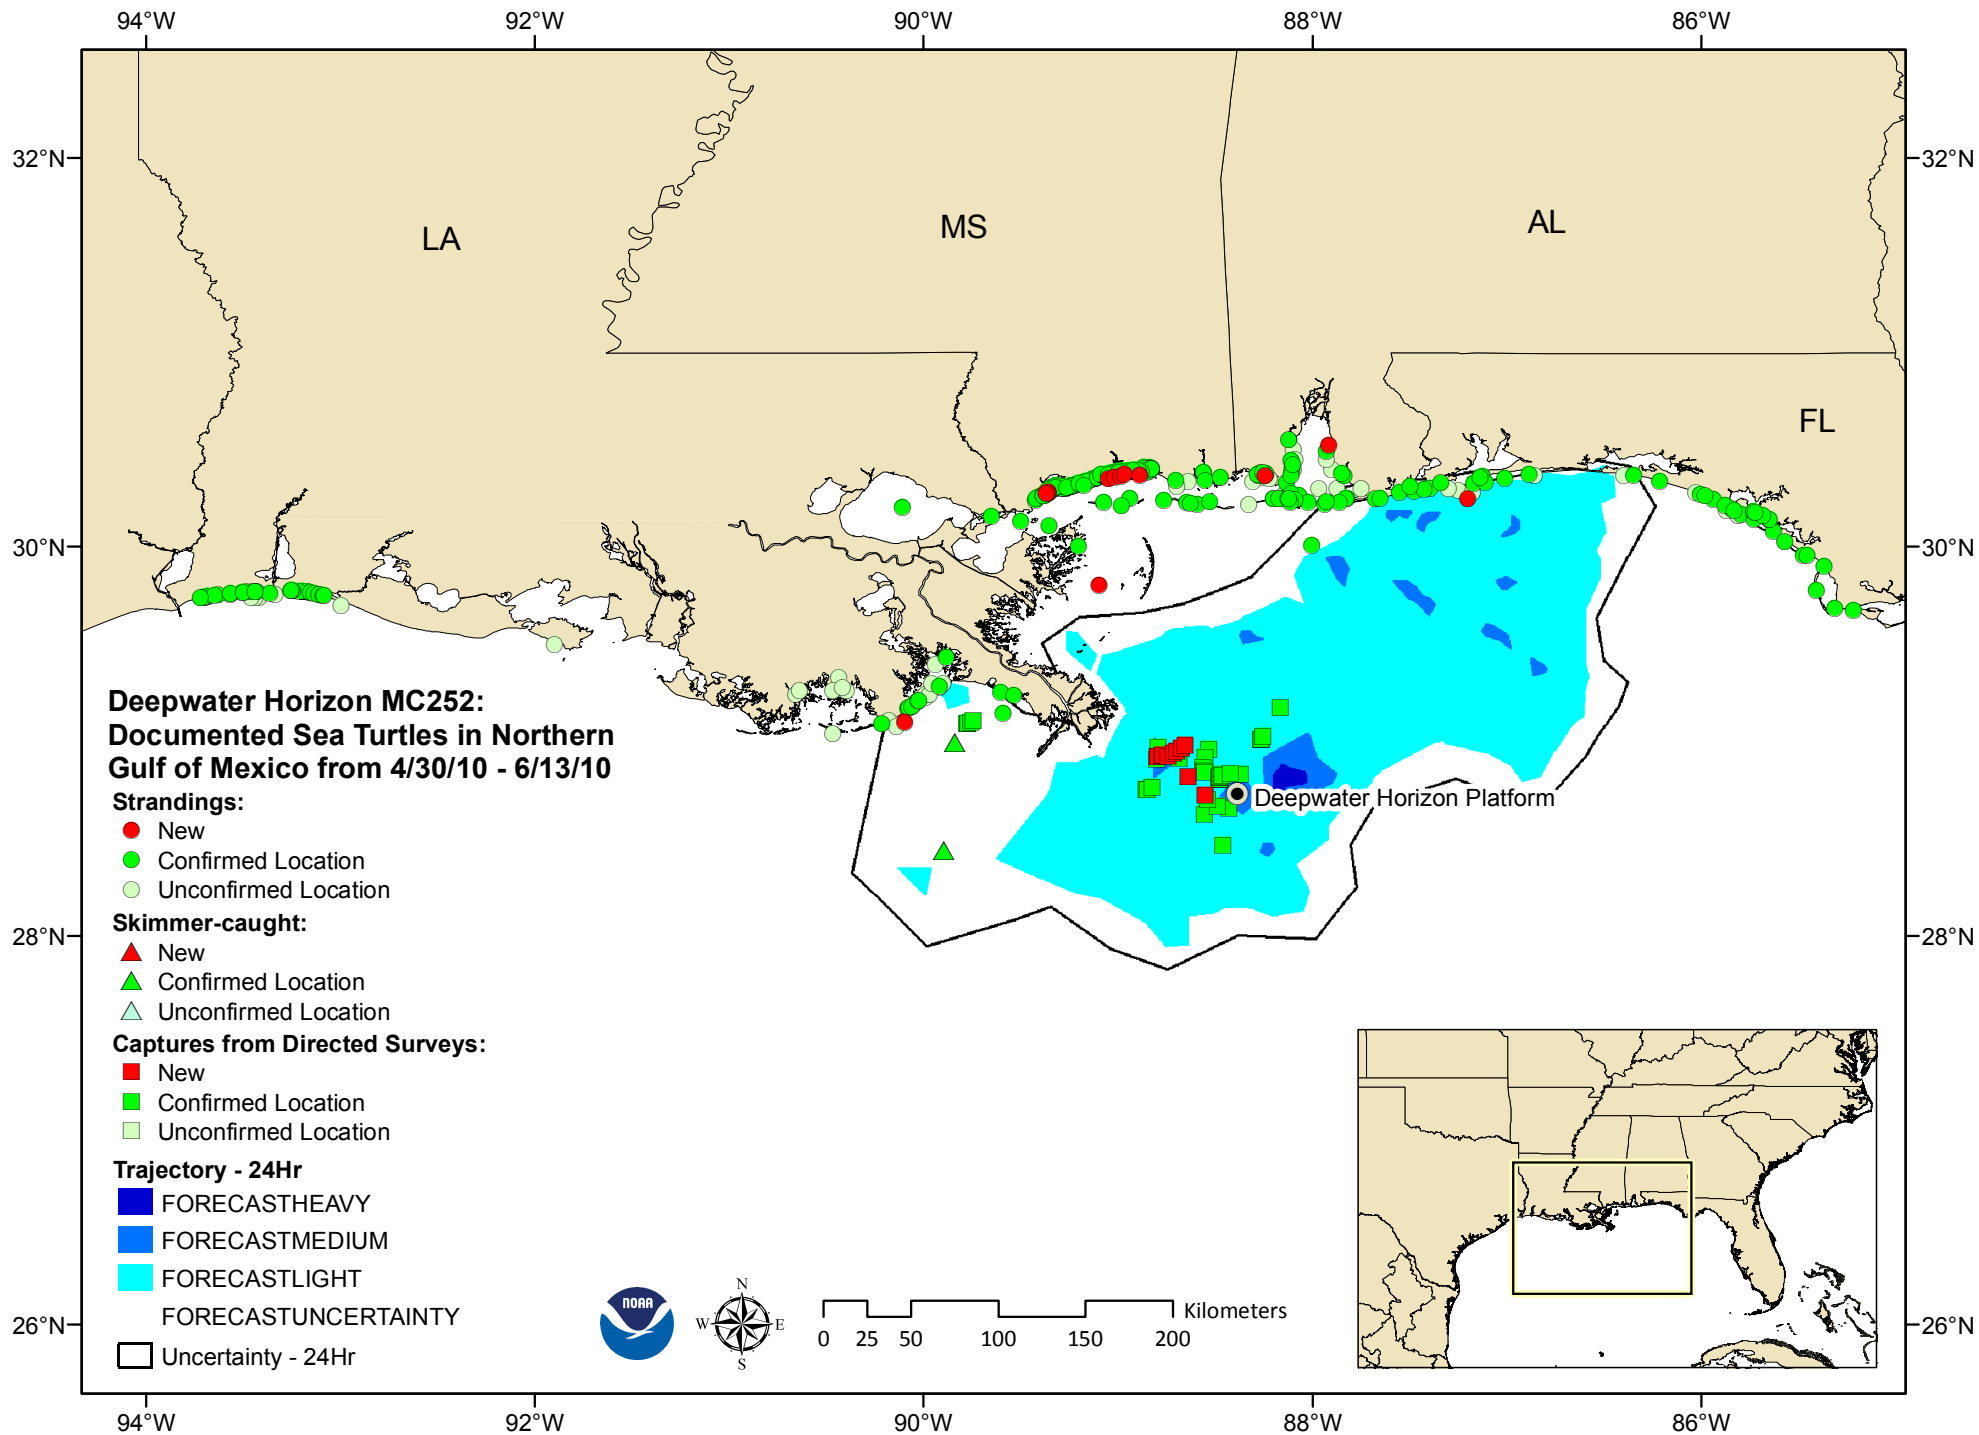 94°W 92°W 90°W 88°W 86°W
32°N 32°N
LA MS AL
FL
30°N 30°N
Deepwater Horizon MC252:
Documented Sea Turtles in Northern
Gulf of Mexico from 4/30/10 - 6/13/10
Deepwater Horizon Platform
Strandings:
New
Confirmed Location
Unconfirmed Location
Skimmer-caught:
28°N 28°N
New
Confirmed Location
Unconfirmed Location
Captures from Directed Surveys:
New
Confirmed Location
Unconfirmed Location
Trajectory - 24Hr
FORECASTHEAVY
FORECASTMEDIUM
FORECASTLIGHT
FORECASTUNCERTAINTY
Uncertainty - 24Hr
NOAA
N
W E
S
Kilometers
0 25 50 100 150 200
26°N 26°N
94°W 92°W 90°W 88°W 86°W